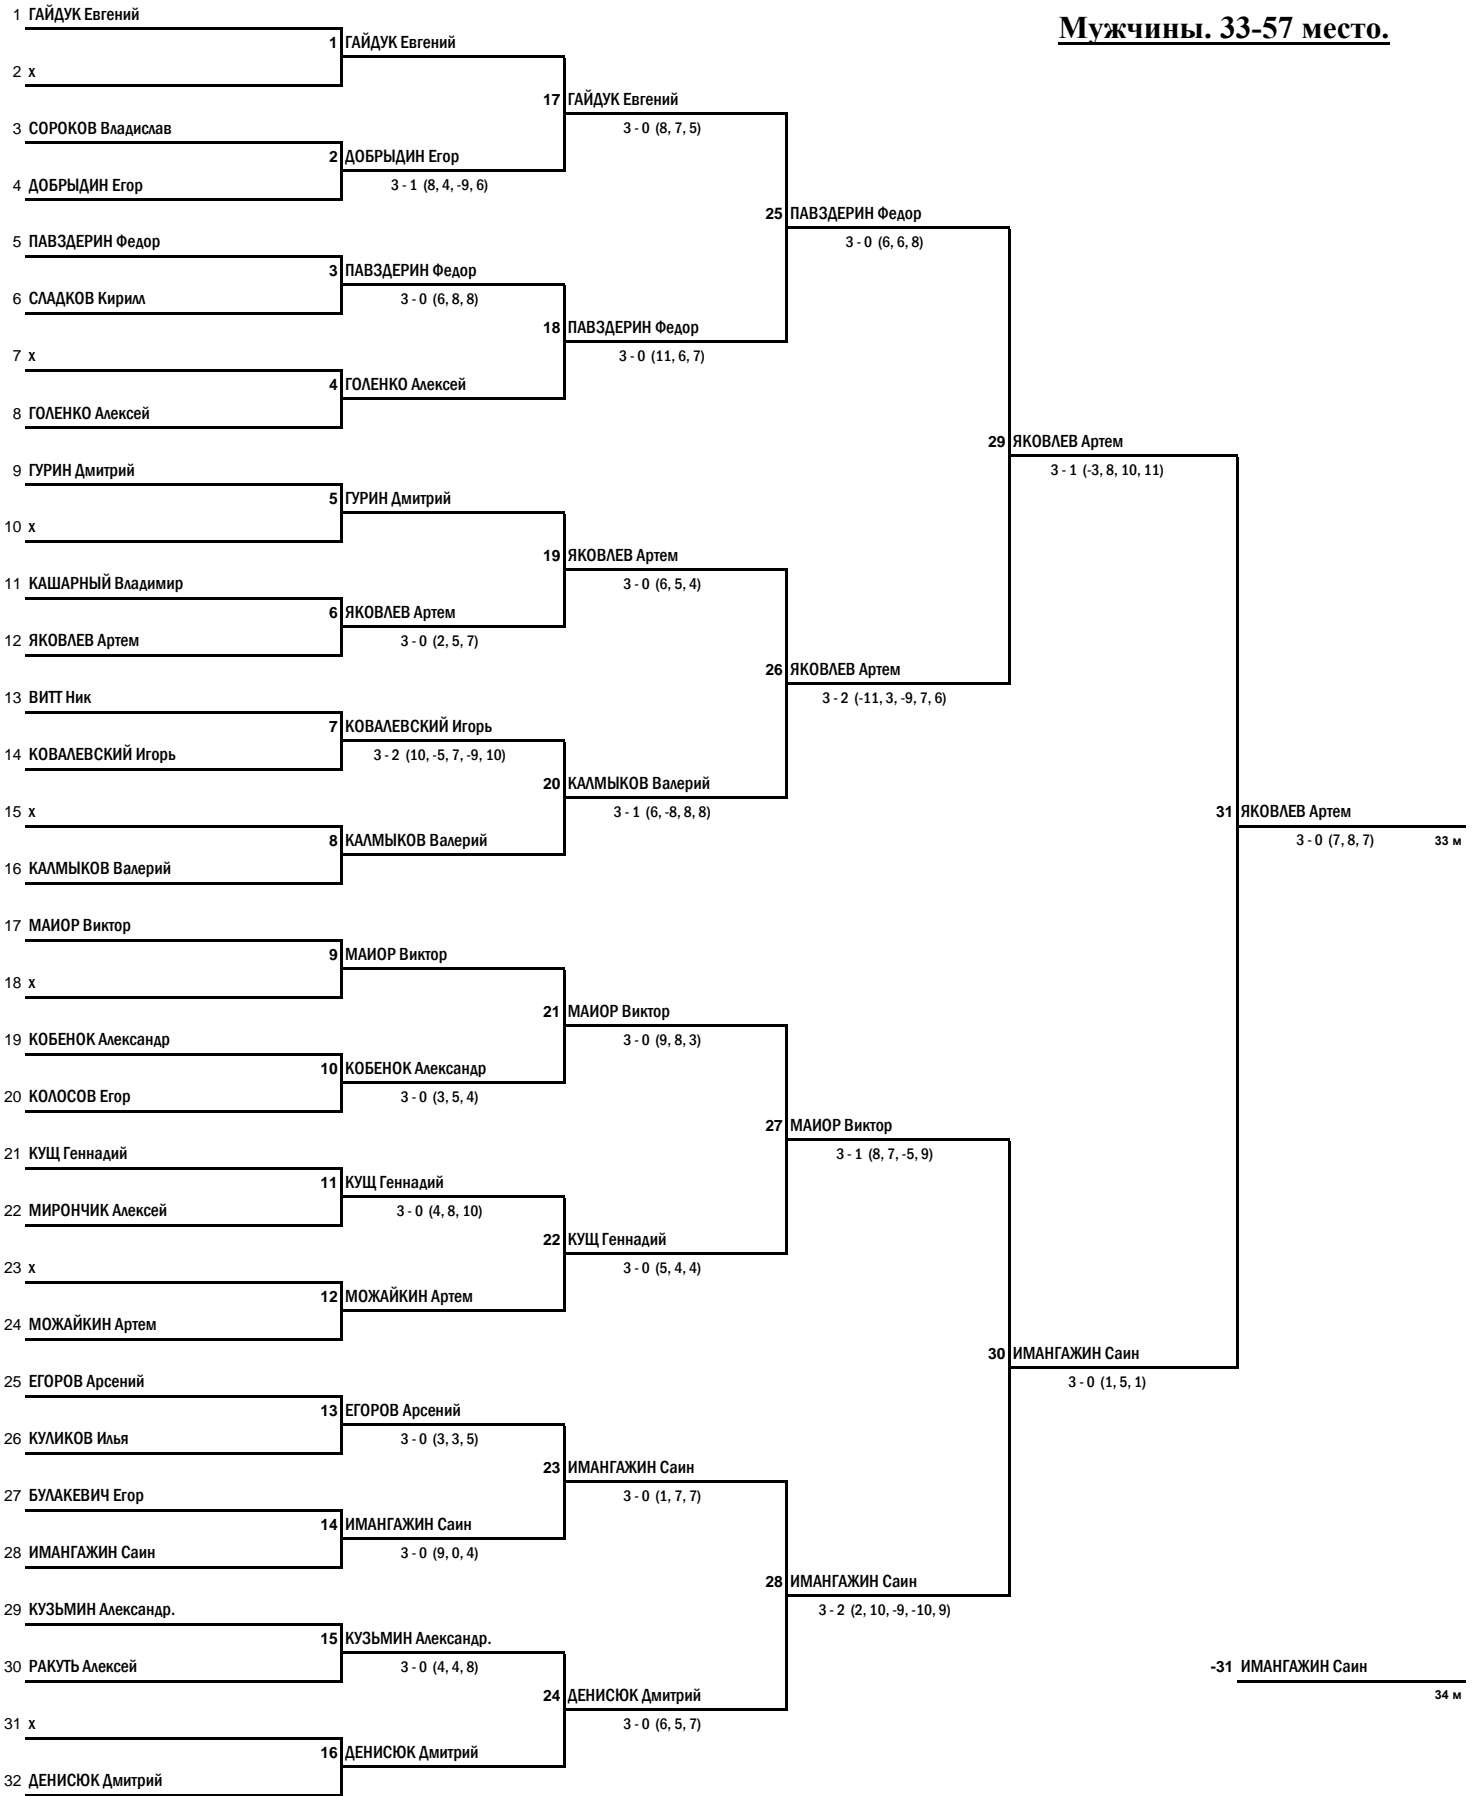 Мужчины. 33-57 место.
1 ГАЙДУК Евгений
1 ГАЙДУК Евгений
2 x
17 ГАЙДУК Евгений
3 - 0 (8, 7, 5)
3 СОРОКОВ Владислав
2 ДОБРЫДИН Егор
3 - 1 (8, 4, -9, 6)
4 ДОБРЫДИН Егор
25 ПАВЗДЕРИН Федор
3 - 0 (6, 6, 8)
5 ПАВЗДЕРИН Федор
3 ПАВЗДЕРИН Федор
3 - 0 (6, 8, 8)
6 СЛАДКОВ Кирилл
18 ПАВЗДЕРИН Федор
3 - 0 (11, 6, 7)
7 x
4 ГОЛЕНКО Алексей
8 ГОЛЕНКО Алексей
29 ЯКОВЛЕВ Артем
3 - 1 (-3, 8, 10, 11)
9 ГУРИН Дмитрий
5 ГУРИН Дмитрий
10 x
19 ЯКОВЛЕВ Артем
3 - 0 (6, 5, 4)
11 КАШАРНЫЙ Владимир
6 ЯКОВЛЕВ Артем
3 - 0 (2, 5, 7)
12 ЯКОВЛЕВ Артем
26 ЯКОВЛЕВ Артем
3 - 2 (-11, 3, -9, 7, 6)
13 ВИТТ Ник
7 КОВАЛЕВСКИЙ Игорь
3 - 2 (10, -5, 7, -9, 10)
14 КОВАЛЕВСКИЙ Игорь
20 КАЛМЫКОВ Валерий
3 - 1 (6, -8, 8, 8)
15 x
8 КАЛМЫКОВ Валерий
16 КАЛМЫКОВ Валерий
31 ЯКОВЛЕВ Артем
3 - 0 (7, 8, 7) 33 м
17 МАИОР Виктор
9 МАИОР Виктор
18 x
21 МАИОР Виктор
3 - 0 (9, 8, 3)
19 КОБЕНОК Александр
10 КОБЕНОК Александр
3 - 0 (3, 5, 4)
20 КОЛОСОВ Егор
27 МАИОР Виктор
3 - 1 (8, 7, -5, 9)
21 КУЩ Геннадий
11 КУЩ Геннадий
3 - 0 (4, 8, 10)
22 МИРОНЧИК Алексей
22 КУЩ Геннадий
3 - 0 (5, 4, 4)
23 x
12 МОЖАЙКИН Артем
24 МОЖАЙКИН Артем
30 ИМАНГАЖИН Саин
3 - 0 (1, 5, 1)
25 ЕГОРОВ Арсений
13 ЕГОРОВ Арсений
3 - 0 (3, 3, 5)
26 КУЛИКОВ Илья
23 ИМАНГАЖИН Саин
3 - 0 (1, 7, 7)
27 БУЛАКЕВИЧ Егор
14 ИМАНГАЖИН Саин
3 - 0 (9, 0, 4)
28 ИМАНГАЖИН Саин
28 ИМАНГАЖИН Саин
3 - 2 (2, 10, -9, -10, 9)
29 КУЗЬМИН Александр.
15 КУЗЬМИН Александр.
3 - 0 (4, 4, 8)
30 РАКУТЬ Алексей
24 ДЕНИСЮК Дмитрий
3 - 0 (6, 5, 7)
31 x
16 ДЕНИСЮК Дмитрий
32 ДЕНИСЮК Дмитрий
-31 ИМАНГАЖИН Саин
34 м